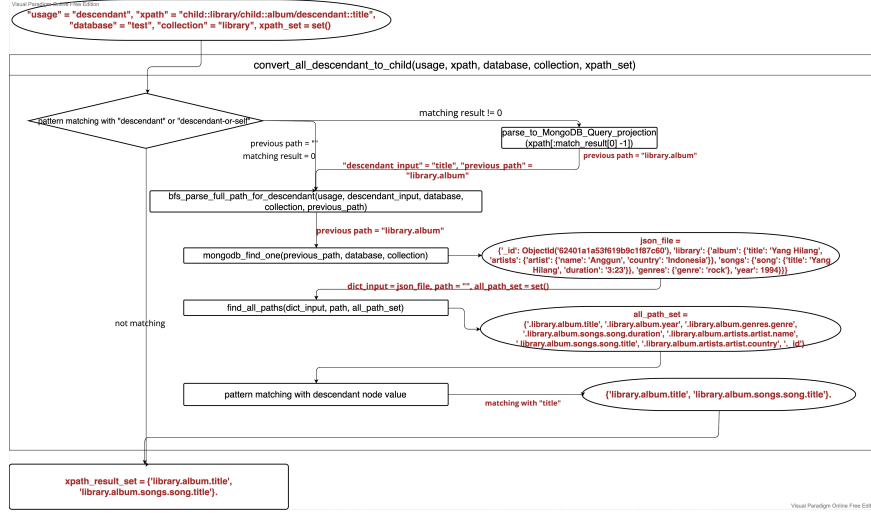 Visual Paradigm Online Free Edition
"usage" = "descendant", "xpath" = "child::library/child::album/descendant::title",
"database" = "test", "collection" = "library", xpath_set = set()
convert_all_descendant_to_child(usage, xpath, database, collection, xpath_set)
pattern matching with "descendant" or "descendant-or-self"
matching result != 0
parse_to_MongoDB_Query_projection
(xpath[:match_result[0] -1])
previous path = ""
matching result = 0
previous path = "library.album"
"descendant_input" = "title", "previous_path" =
"library.album"
bfs_parse_full_path_for_descendant(usage, descendant_input, database,
collection, previous_path)
previous path = "library.album"
mongodb_find_one(previous_path, database, collection)
json_file =
{'_id': ObjectId('62401a1a53f619b9c1f87c60'), 'library': {'album': {'title': 'Yang Hilang',
'artists': {'artist': {'name': 'Anggun', 'country': 'Indonesia'}}, 'songs': {'song': {'title': 'Yang
Hilang', 'duration': '3:23'}}, 'genres': {'genre': 'rock'}, 'year': 1994}}}
dict_input = json_file, path = "", all_path_set = set()
find_all_paths(dict_input, path, all_path_set)
all_path_set =
{'.library.album.title', '.library.album.year', '.library.album.genres.genre',
'.library.album.songs.song.duration', '.library.album.artists.artist.name',
'.library.album.songs.song.title', '.library.album.artists.artist.country', '._id'}
not matching
pattern matching with descendant node value
matching with "title"
{'library.album.title', 'library.album.songs.song.title'}.
xpath_result_set = {'library.album.title',
'library.album.songs.song.title'}.
Visual Paradigm Online Free Edit